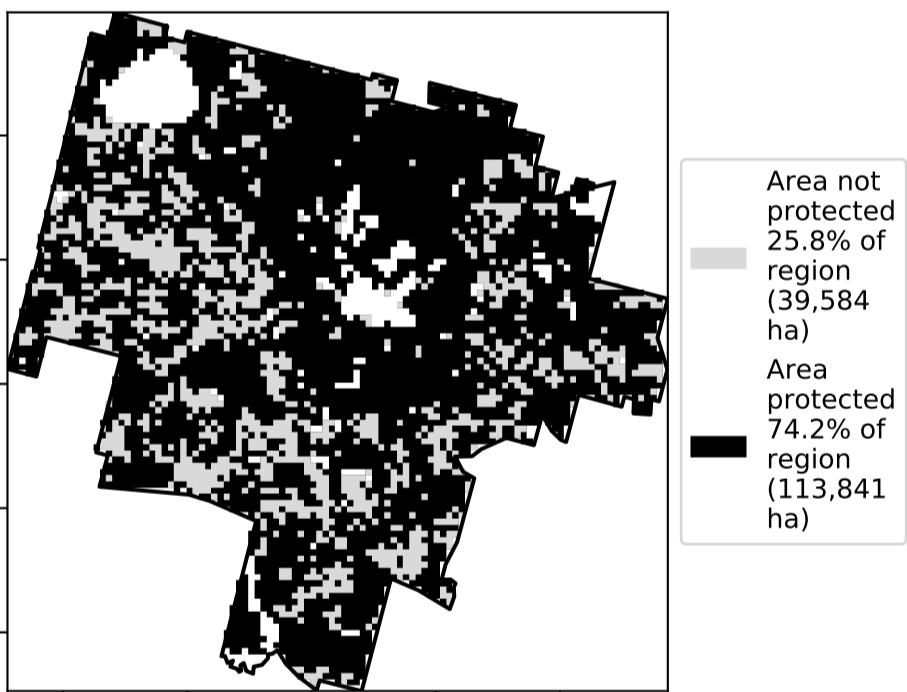 Area not
protected
25.8% of
region
(39,584
ha)
Area
protected
74.2% of
region
(113,841
ha)